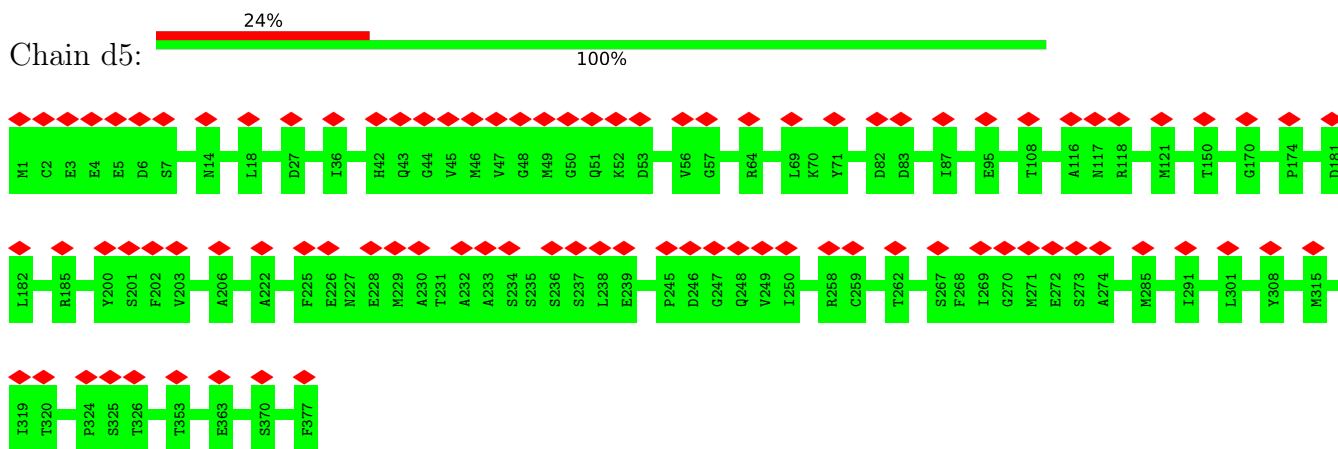 24%
Chain d5:
100%
M1 C2 E3 E4 E5 D6 S7 N14 L18 D27 I36 H42 Q43 G44 V45 M46 V47 G48 M49 G50 Q51 K52 D53 V56 G57 R64 L69 K70 Y71 D82 D83 I87 E95 T108 A116 N117 R118 M121 T150 G170 P174 D181
L182 R185 Y200 S201 F202 V203 A206 A222 F225 E226 N227 E228 M229 A230 T231 A232 A233 S234 S235 S236 S237 L238 E239 P245 D246 G247 Q248 V249 I250 R258 C259 T262 S267 F268 I269 G270 M271 E272 S273 A274 M285 I291 L301 Y308 M315
I319 T320 P324 S325 T326 T353 E363 S370 F377